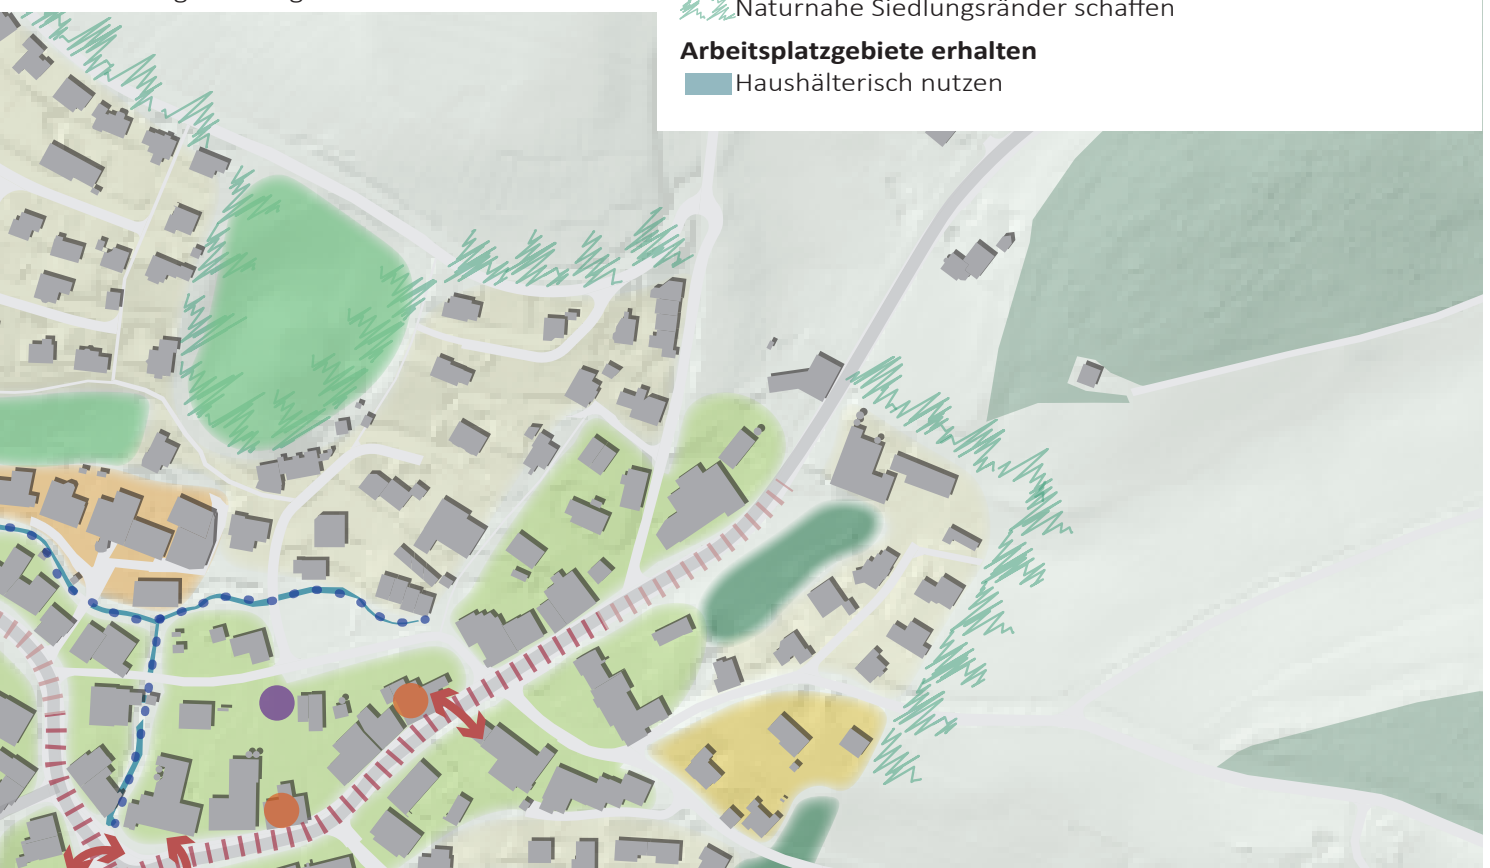 Naturnahe Siedlungsränder schaffen
Arbeitsplatzgebiete erhalten
Haushälterisch nutzen